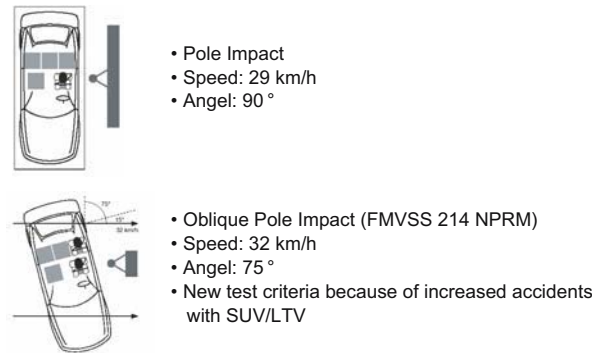 • Pole Impact
• Speed: 29 km/h
• Angel: 90 °
75°
15°
32 km/h
• Oblique Pole Impact (FMVSS 214 NPRM)
• Speed: 32 km/h
• Angel: 75 °
• New test criteria because of increased accidents
with SUV/LTV